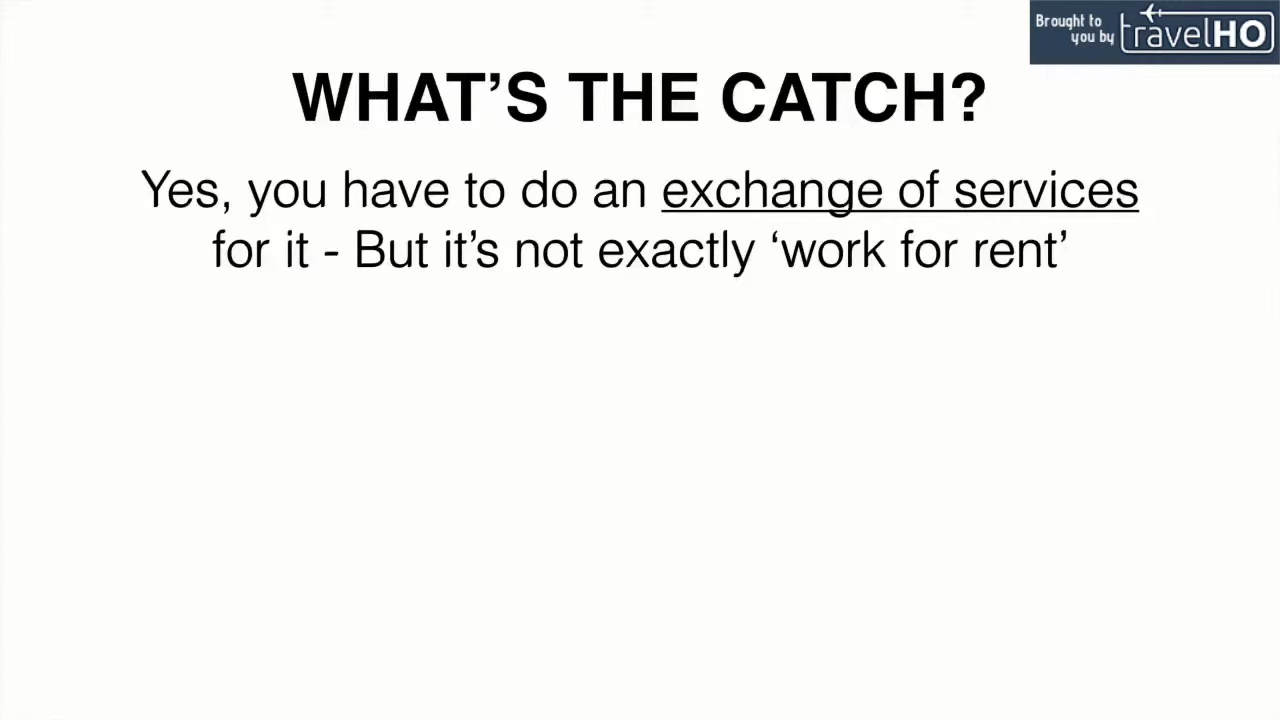 Brought to
you by travelHO
WHAT’S THE CATCH?
Yes, you have to do an exchange of services
for it - But it’s not exactly ‘work for rent’